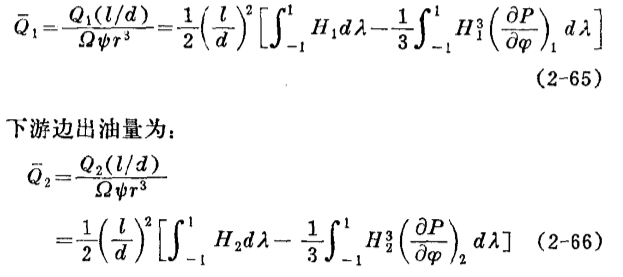 Q̄₁=Q₁(l/d)/Ωψr³=1/2(l/d)²[∫₋₁¹ H₁dλ−1/3∫₋₁¹ H₁³(∂P/∂φ)₁ dλ]
(2-65)
下游边出油量为:
Q̄₂=Q₂(l/d)/Ωψr³
=1/2(l/d)²[∫₋₁¹ H₂dλ−1/3∫₋₁¹ H₂³(∂P/∂φ)₂ dλ] (2-66)